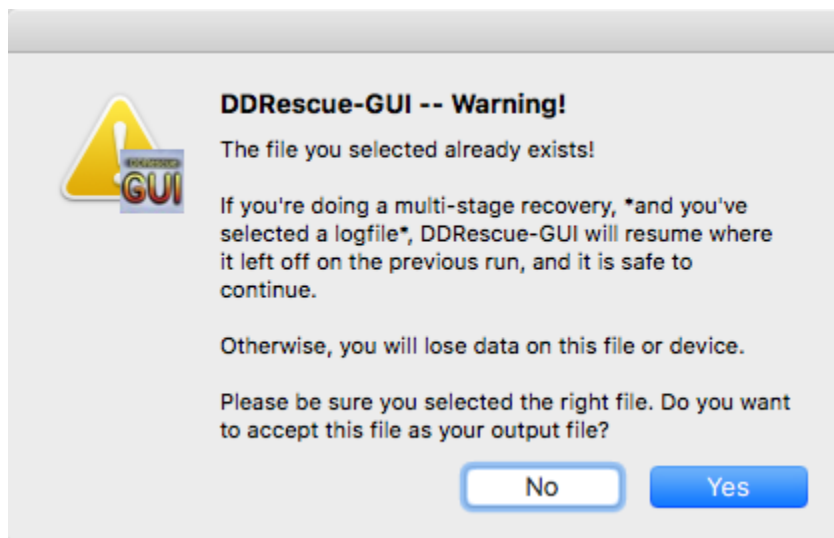 DDRescue-GUI -- Warning!
The file you selected already exists!
If you're doing a multi-stage recovery, *and you've
selected a logfile*, DDRescue-GUI will resume where
it left off on the previous run, and it is safe to
continue.
Otherwise, you will lose data on this file or device.
Please be sure you selected the right file. Do you want
to accept this file as your output file?
DDRescue
GUI
No
Yes